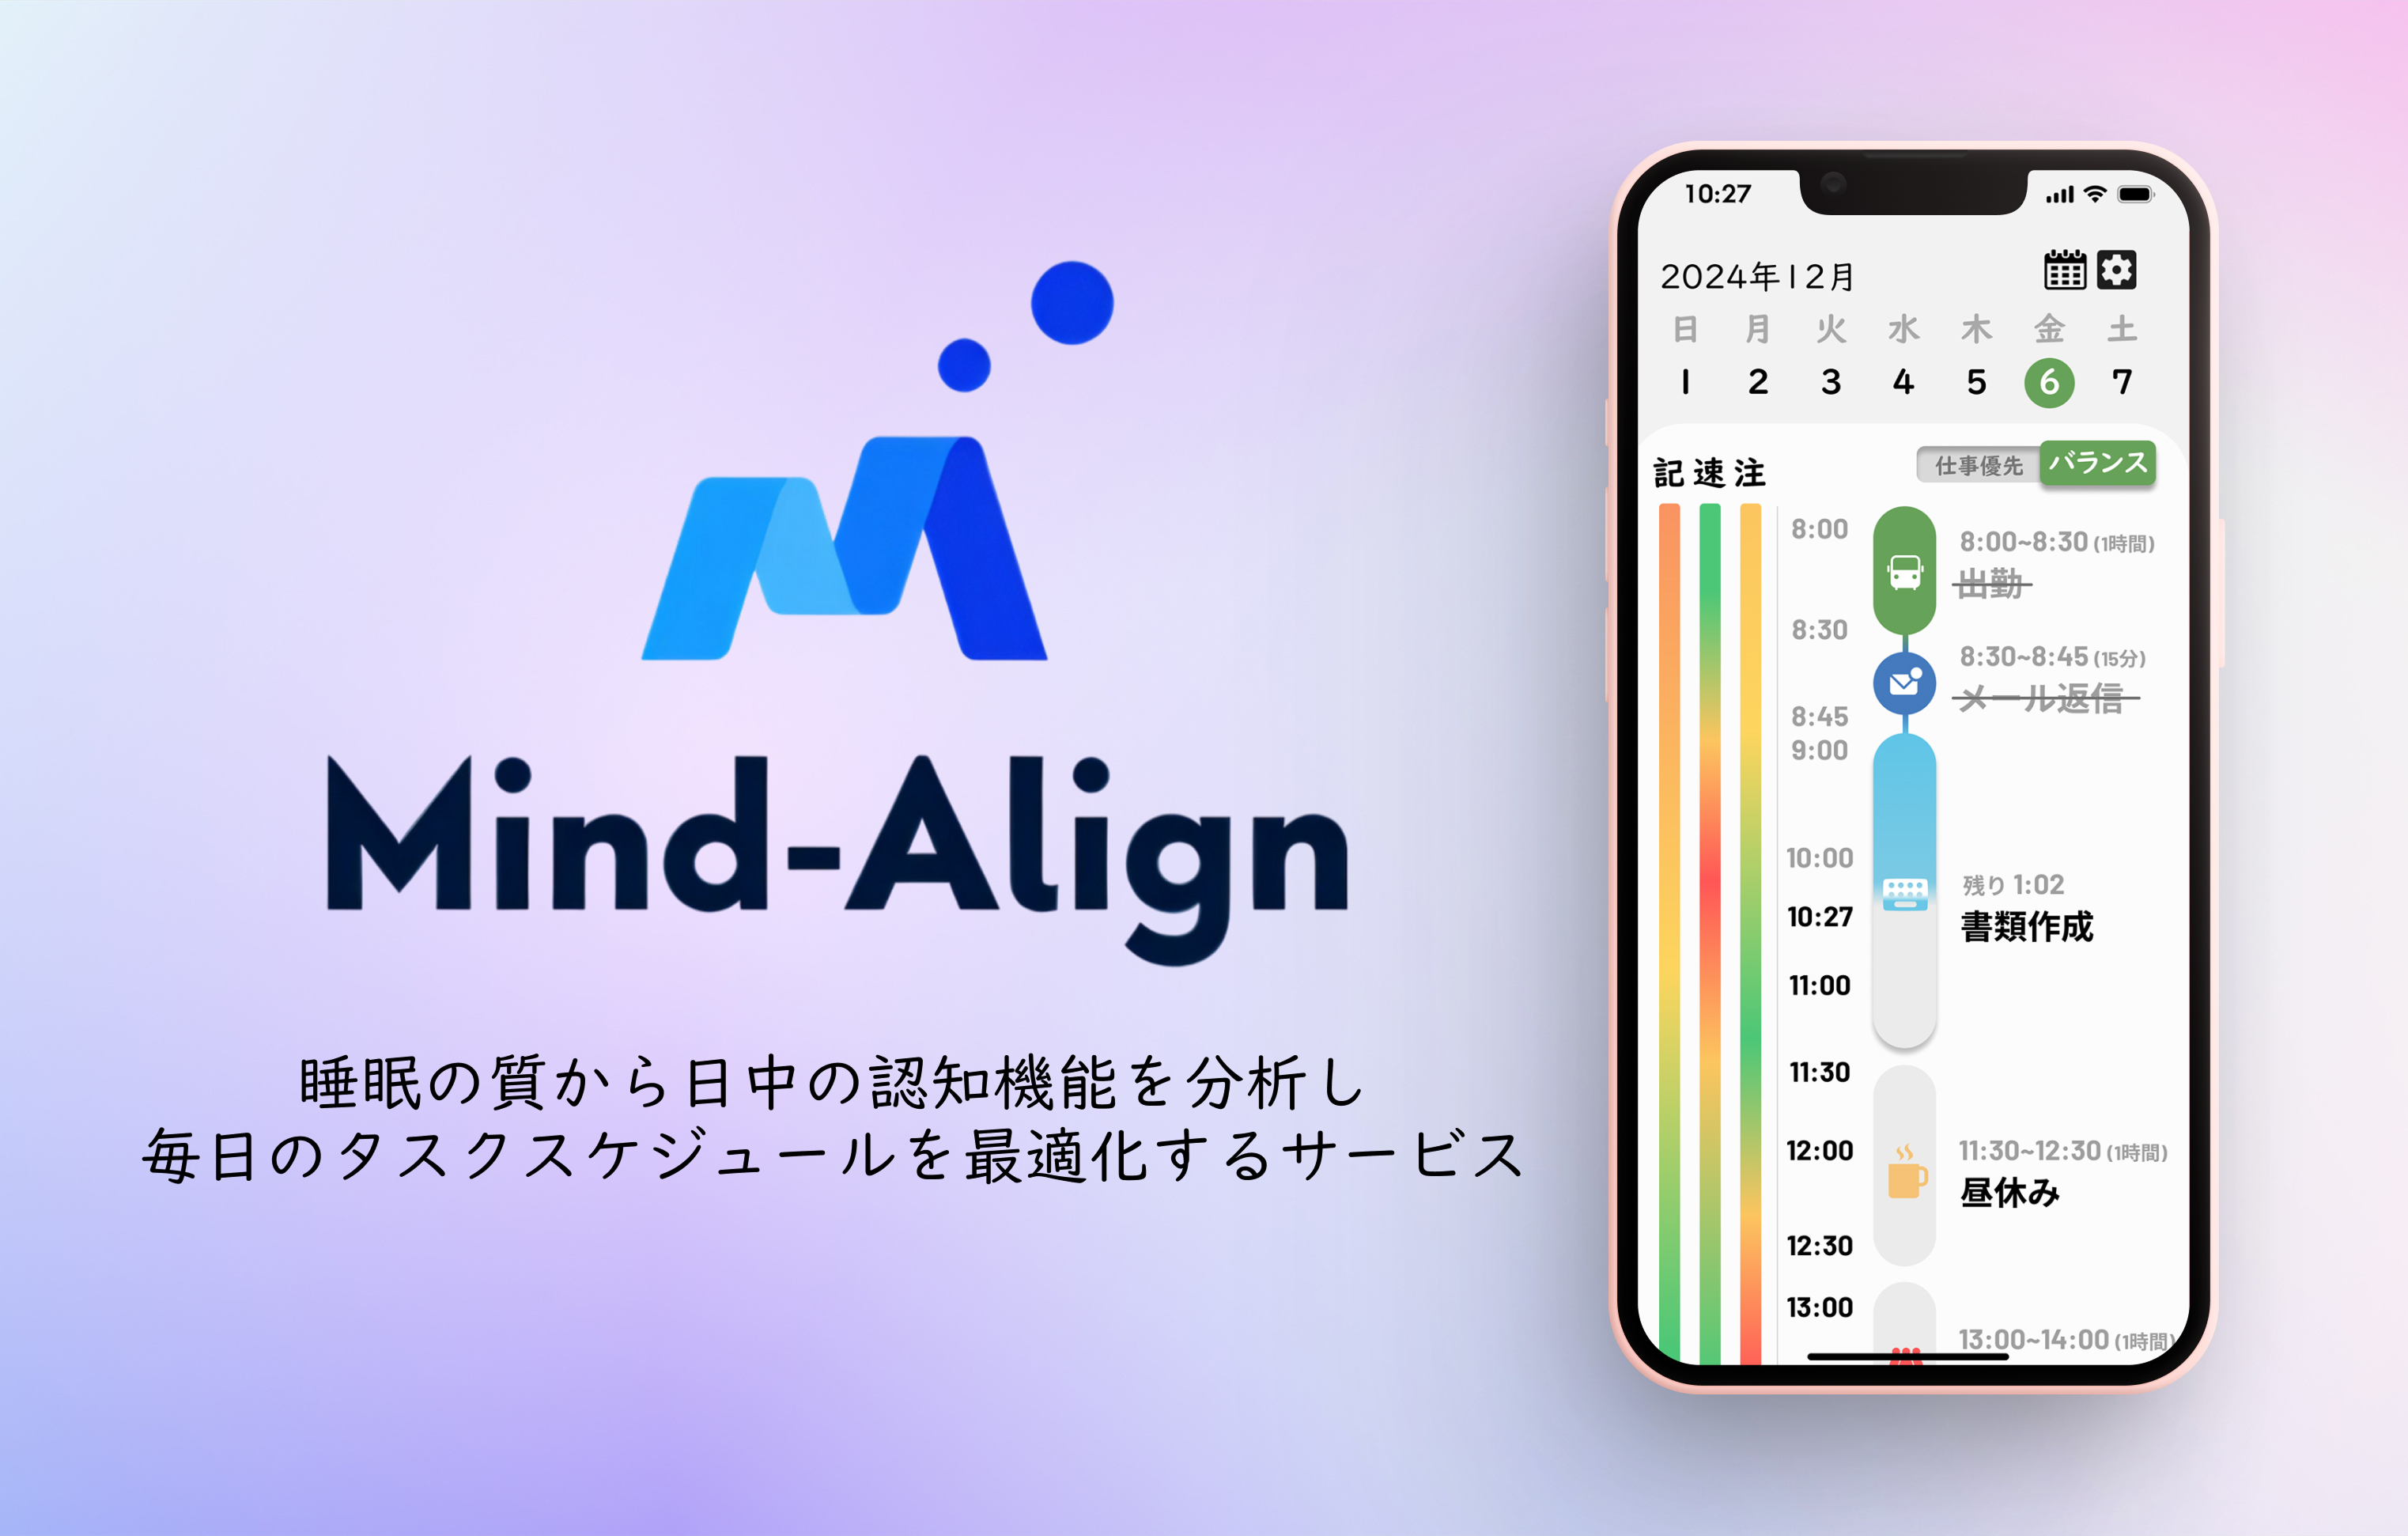 Mind-Align
睡眠の質から日中の認知機能を分析し
毎日のタスクスケジュールを最適化するサービス
10:27
2024年12月
日 月 火 水 木 金 土
1 2 3 4 5 6 7
記 速 注
仕事優先 バランス
8:00
8:00~8:30 (1時間)
出勤
8:30
8:30~8:45 (15分)
メール返信
8:45
9:00
10:00
残り 1:02
10:27
書類作成
11:00
11:30
12:00
11:30~12:30 (1時間)
昼休み
12:30
13:00
13:00~14:00 (1時間)